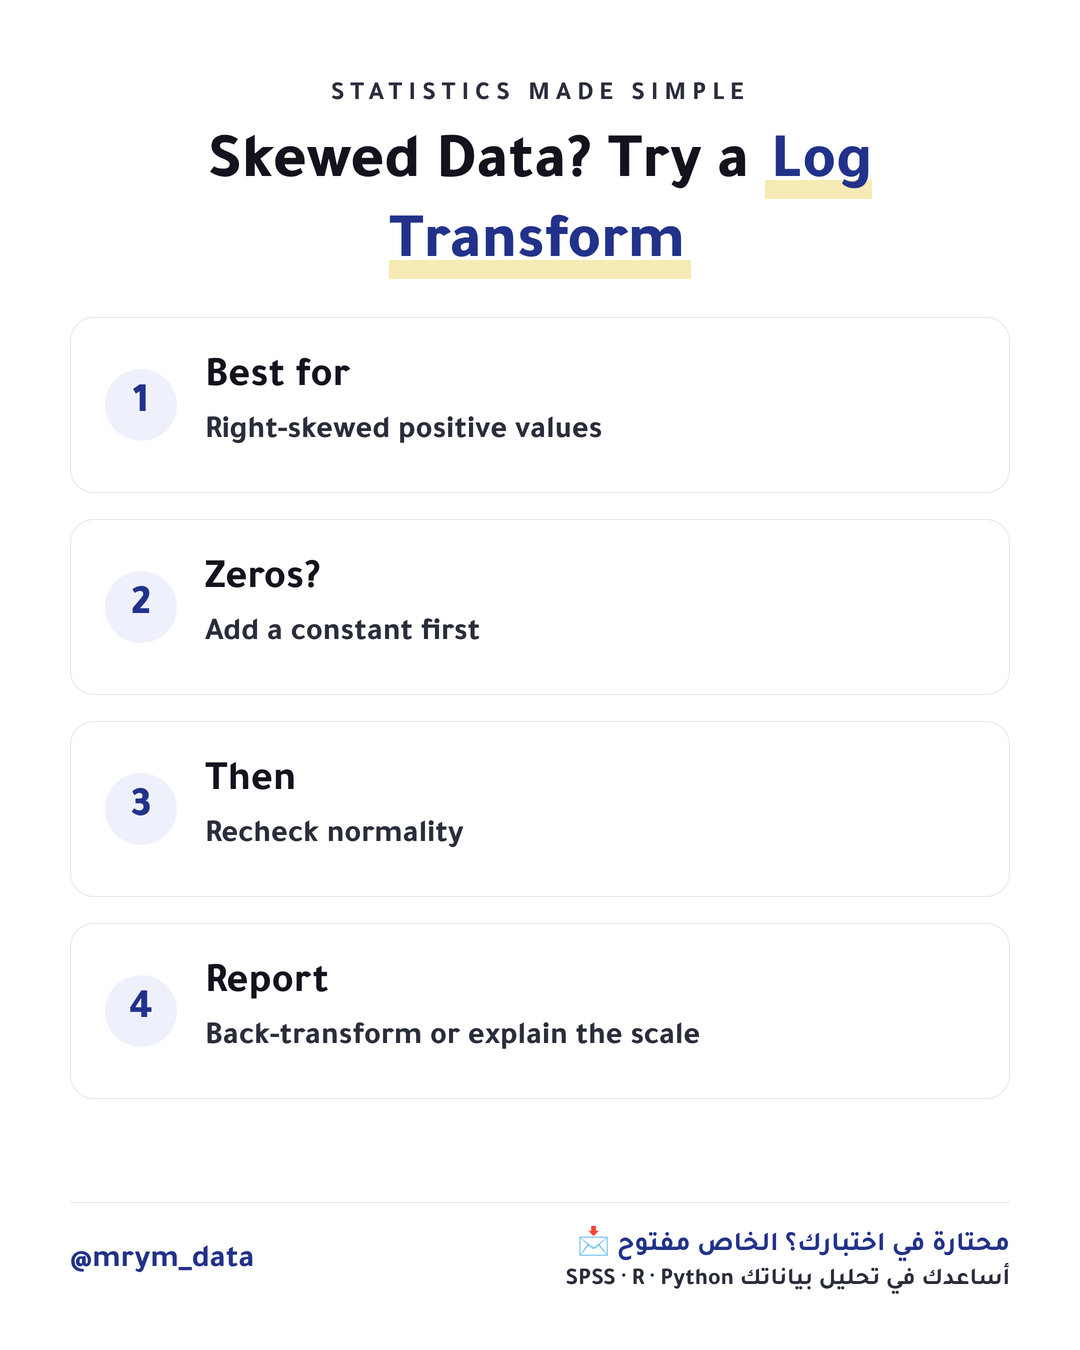 STATISTICS MADE SIMPLE
Skewed Data? Try a Log
Transform
1
Best for
Right-skewed positive values
2
Zeros?
Add a constant first
3
Then
Recheck normality
4
Report
Back-transform or explain the scale
@mrym_data
محتارة في اختبارك؟ الخاص مفتوح 📩
أساعدك في تحليل بياناتك SPSS · R · Python